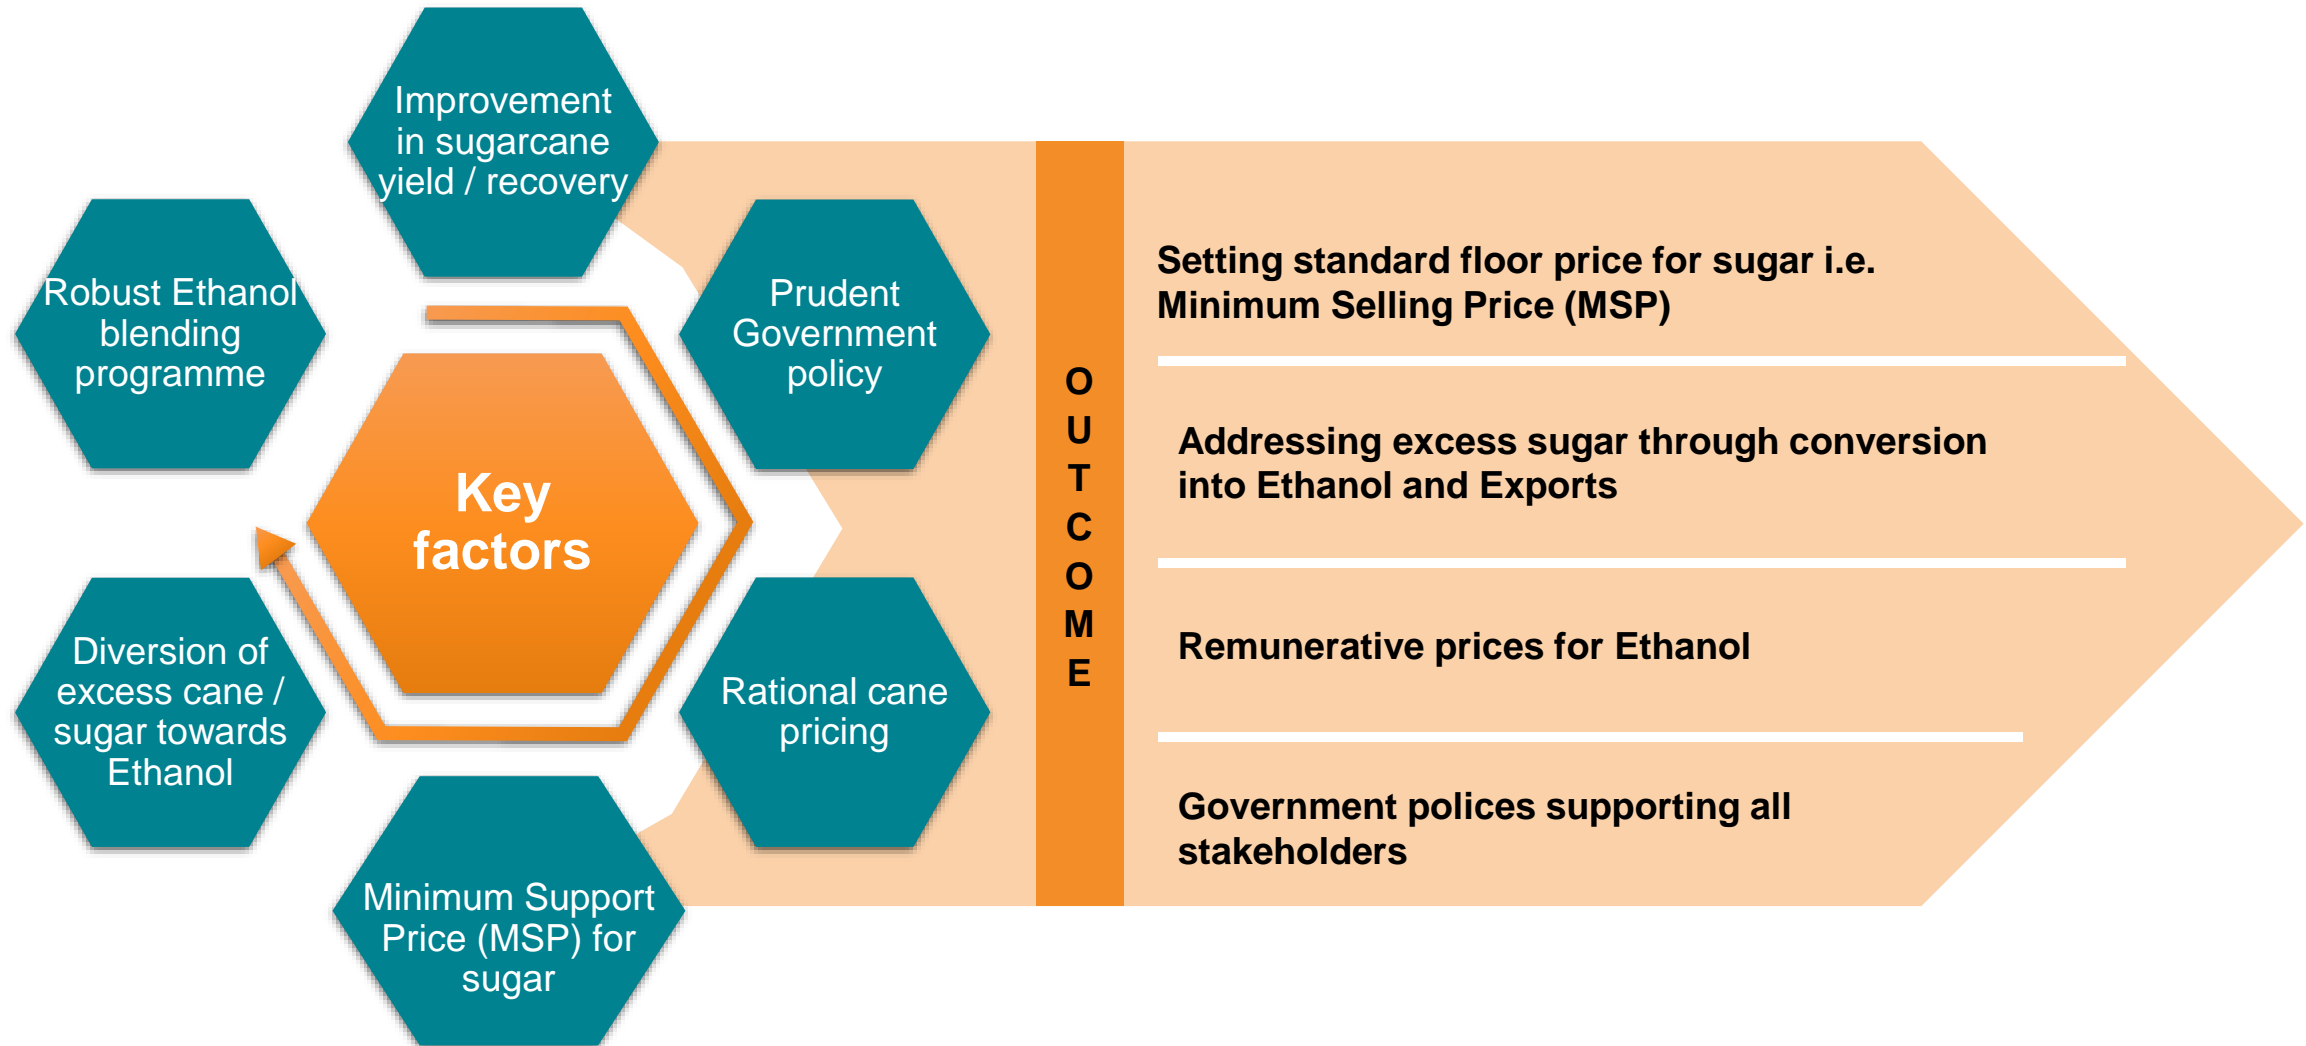 Improvement
in sugarcane
yield / recovery
Prudent
Government
policy
Rational cane
pricing
Minimum Support
Price (MSP) for
sugar
Diversion of
excess cane /
sugar towards
Ethanol
Robust Ethanol
blending
programme
Key
factors
O
U
T
C
O
M
E
Setting standard floor price for sugar i.e.
Minimum Selling Price (MSP)
Addressing excess sugar through conversion
into Ethanol and Exports
Remunerative prices for Ethanol
Government polices supporting all
stakeholders